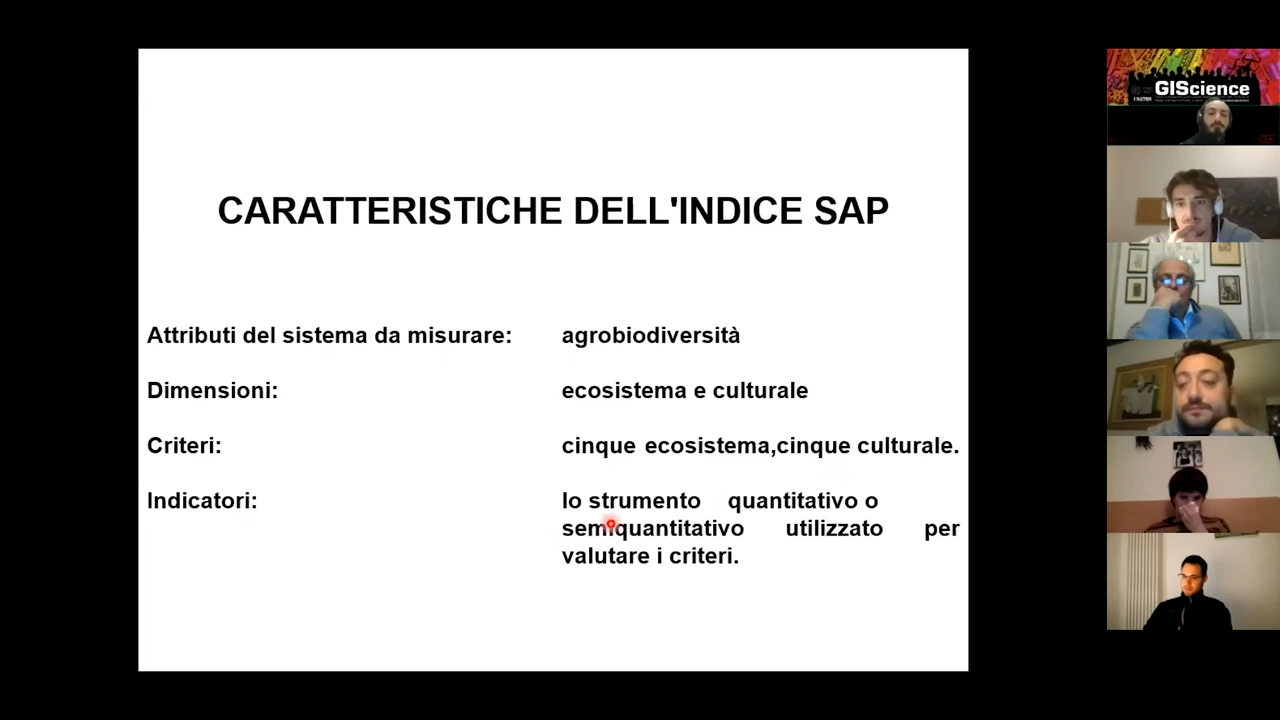 CARATTERISTICHE DELL'INDICE SAP
Attributi del sistema da misurare: agrobiodiversità
Dimensioni: ecosistema e culturale
Criteri: cinque ecosistema,cinque culturale.
Indicatori: lo strumento quantitativo o
semiquantitativo utilizzato per
valutare i criteri.
GIScience